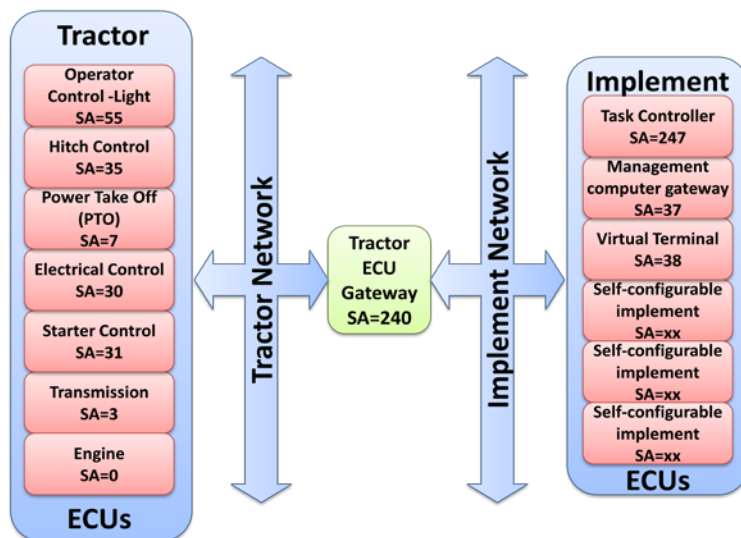 Tractor
Operator
Control -Light
SA=55
Hitch Control
SA=35
Power Take Off
(PTO)
SA=7
Electrical Control
SA=30
Starter Control
SA=31
Transmission
SA=3
Engine
SA=0
ECUs
Tractor Network
Tractor
ECU
Gateway
SA=240
Implement Network
Implement
Task Controller
SA=247
Management
computer gateway
SA=37
Virtual Terminal
SA=38
Self-configurable
implement
SA=xx
Self-configurable
implement
SA=xx
Self-configurable
implement
SA=xx
ECUs